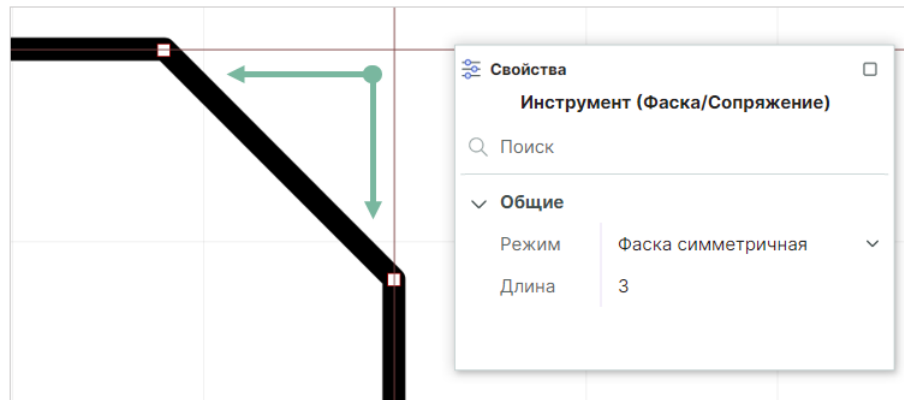 Свойства
Инструмент (Фаска/Сопряжение)
Поиск
Общие
Режим Фаска симметричная
Длина 3